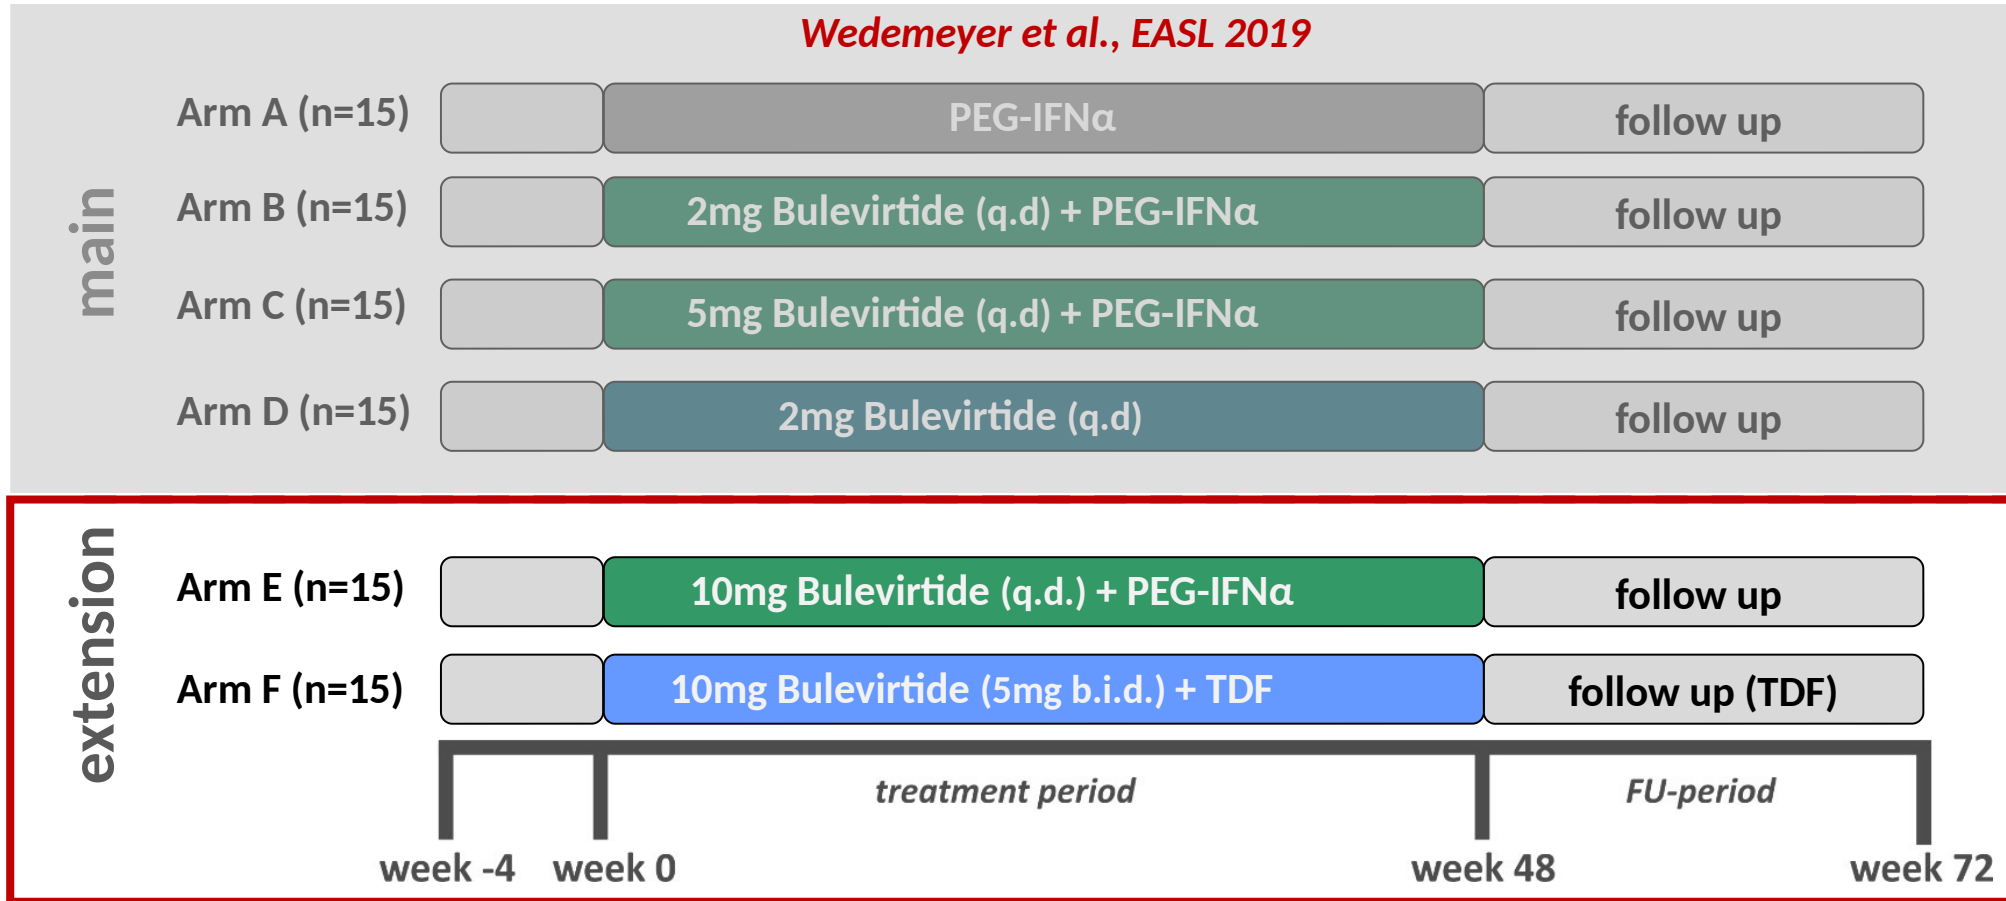 Wedemeyer et al., EASL 2019
main
Arm A (n=15) PEG-IFNα follow up
Arm B (n=15) 2mg Bulevirtide (q.d) + PEG-IFNα follow up
Arm C (n=15) 5mg Bulevirtide (q.d) + PEG-IFNα follow up
Arm D (n=15) 2mg Bulevirtide (q.d) follow up
extension
Arm E (n=15) 10mg Bulevirtide (q.d.) + PEG-IFNα follow up
Arm F (n=15) 10mg Bulevirtide (5mg b.i.d.) + TDF follow up (TDF)
treatment period FU-period
week -4 week 0 week 48 week 72